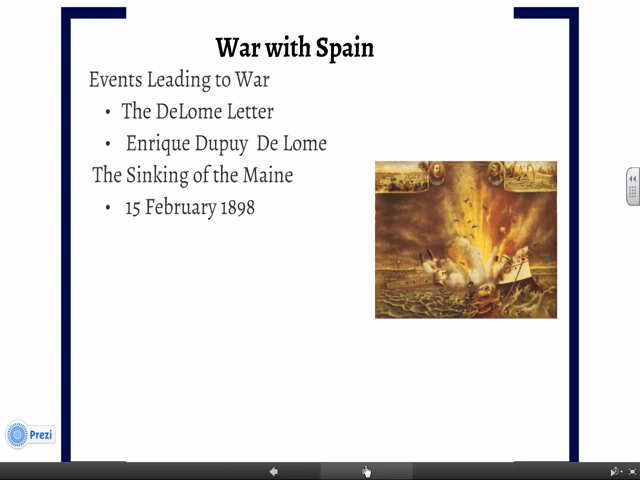 War with Spain
Events Leading to War
• The DeLome Letter
• Enrique Dupuy De Lome
The Sinking of the Maine
• 15 February 1898
Prezi